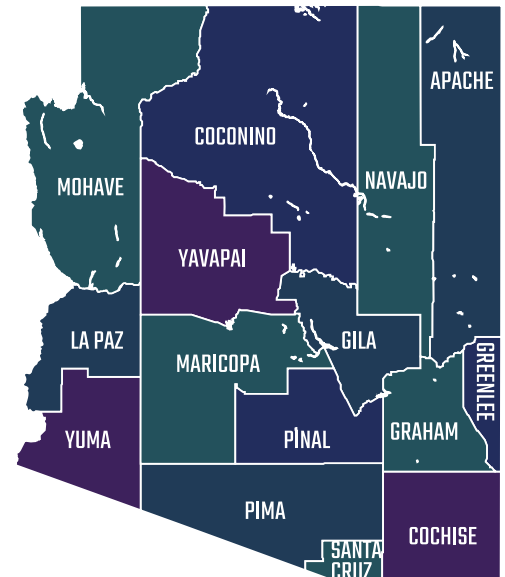 APACHE
COCONINO
NAVAJO
MOHAVE
YAVAPAI
LA PAZ
GILA
MARICOPA
GREENLEE
YUMA
PINAL
GRAHAM
PIMA
COCHISE
SANTA
CRUZ